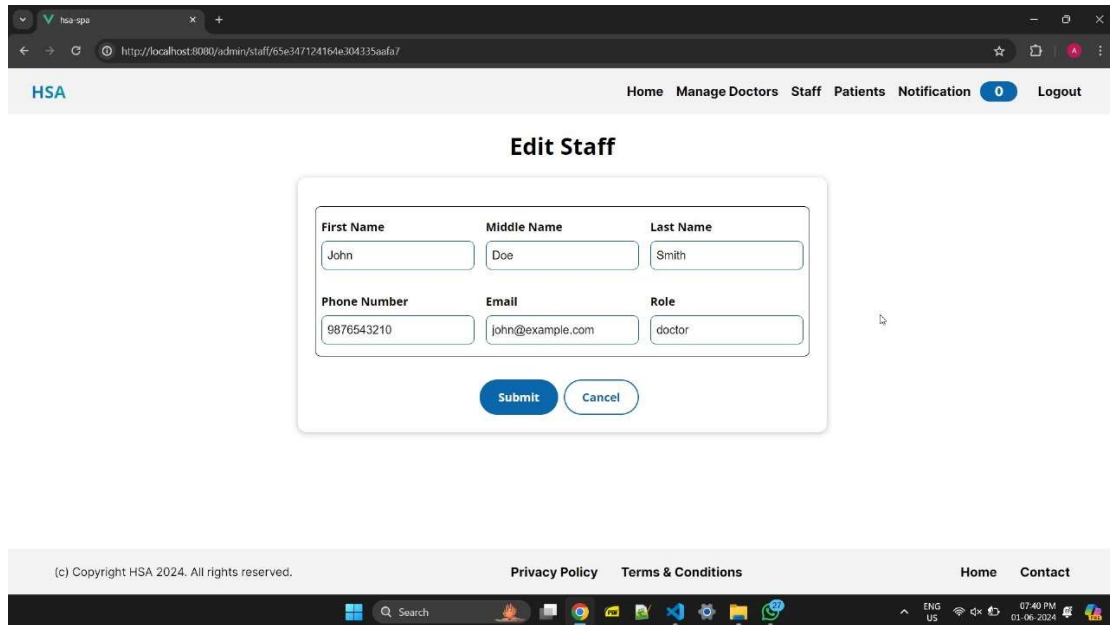 hsa-spa
http://localhost:8080/admin/staff/65e347124164e304335aafa7
A
HSA Home Manage Doctors Staff Patients Notification 0 Logout
Edit Staff
First Name Middle Name Last Name
John Doe Smith
Phone Number Email Role
9876543210 john@example.com doctor
Submit Cancel
(c) Copyright HSA 2024. All rights reserved. Privacy Policy Terms & Conditions Home Contact
Search
27
ENG
US
07:40 PM
01-06-2024